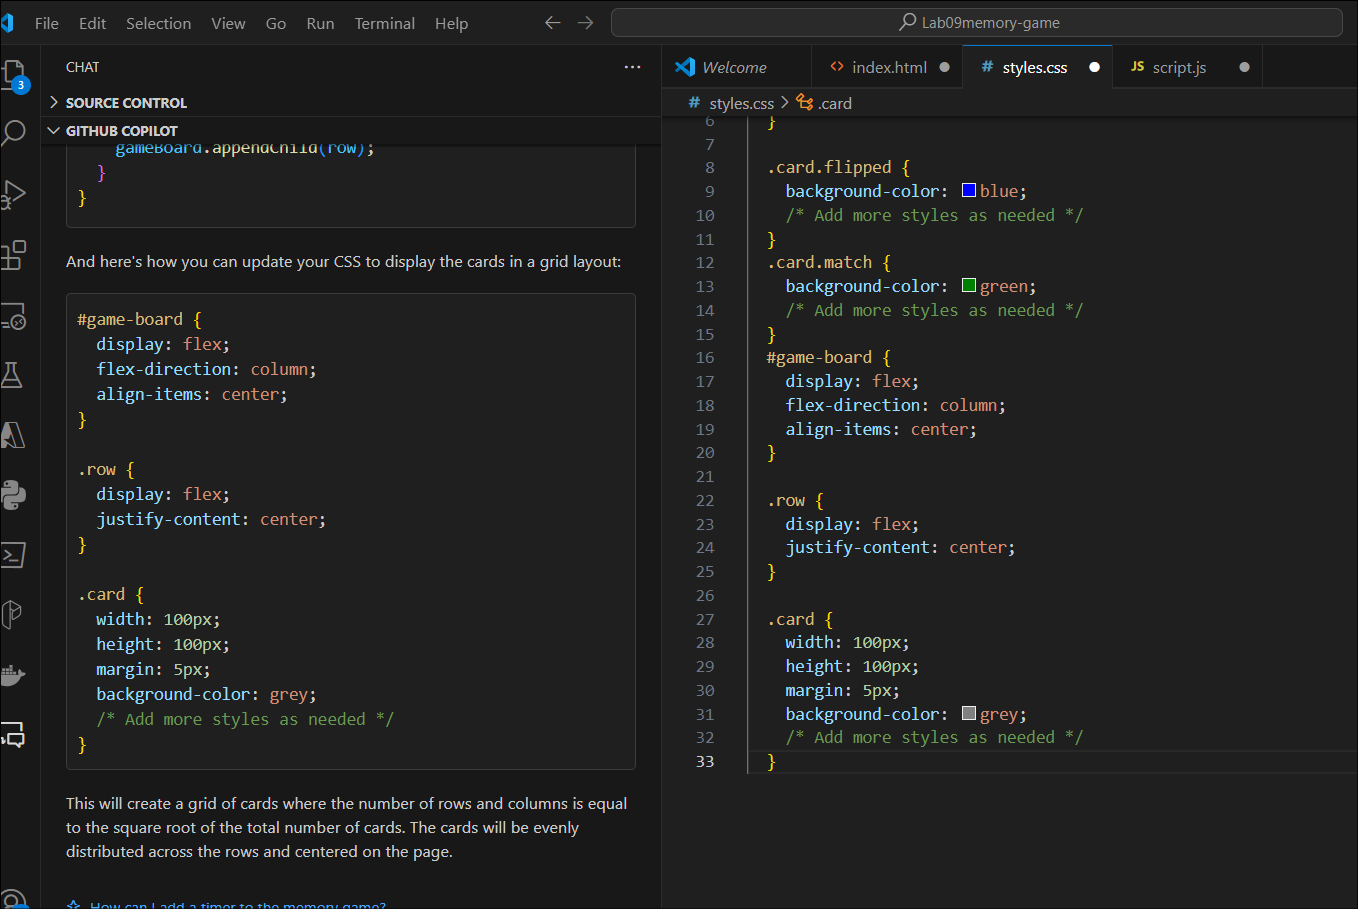 File Edit Selection View Go Run Terminal Help
Lab09memory-game
3
CHAT
SOURCE CONTROL
GITHUB COPILOT
gameBoard.appendChild(row);
}
}
And here's how you can update your CSS to display the cards in a grid layout:
#game-board {
display: flex;
flex-direction: column;
align-items: center;
}
.row {
display: flex;
justify-content: center;
}
.card {
width: 100px;
height: 100px;
margin: 5px;
background-color: grey;
/* Add more styles as needed */
}
This will create a grid of cards where the number of rows and columns is equal
to the square root of the total number of cards. The cards will be evenly
distributed across the rows and centered on the page.
How can I add a timer to the memory game?
Welcome
<> index.html
# styles.css
JS script.js
# styles.css > .card
6 }
7
8 .card.flipped {
9 background-color: blue;
10 /* Add more styles as needed */
11 }
12 .card.match {
13 background-color: green;
14 /* Add more styles as needed */
15 }
16 #game-board {
17 display: flex;
18 flex-direction: column;
19 align-items: center;
20 }
21
22 .row {
23 display: flex;
24 justify-content: center;
25 }
26
27 .card {
28 width: 100px;
29 height: 100px;
30 margin: 5px;
31 background-color: grey;
32 /* Add more styles as needed */
33 }